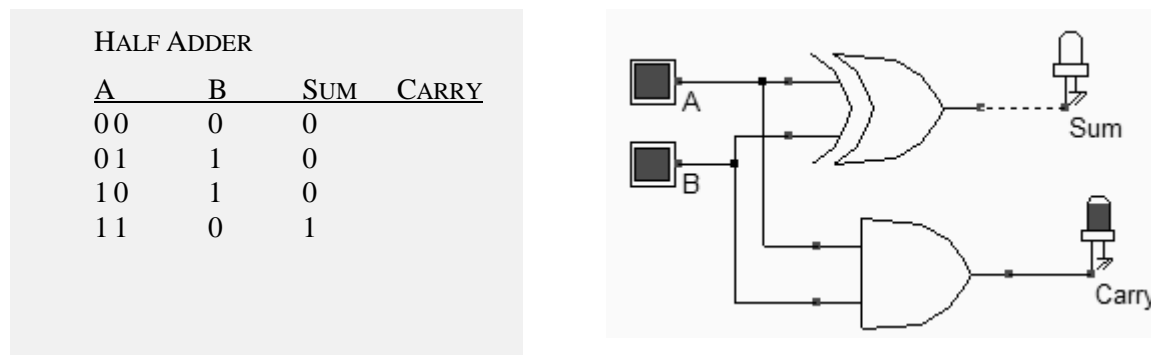 HALF ADDER
A B SUM CARRY
0 0 0 0
0 1 1 0
1 0 1 0
1 1 0 1
A
B
Sum
Carry